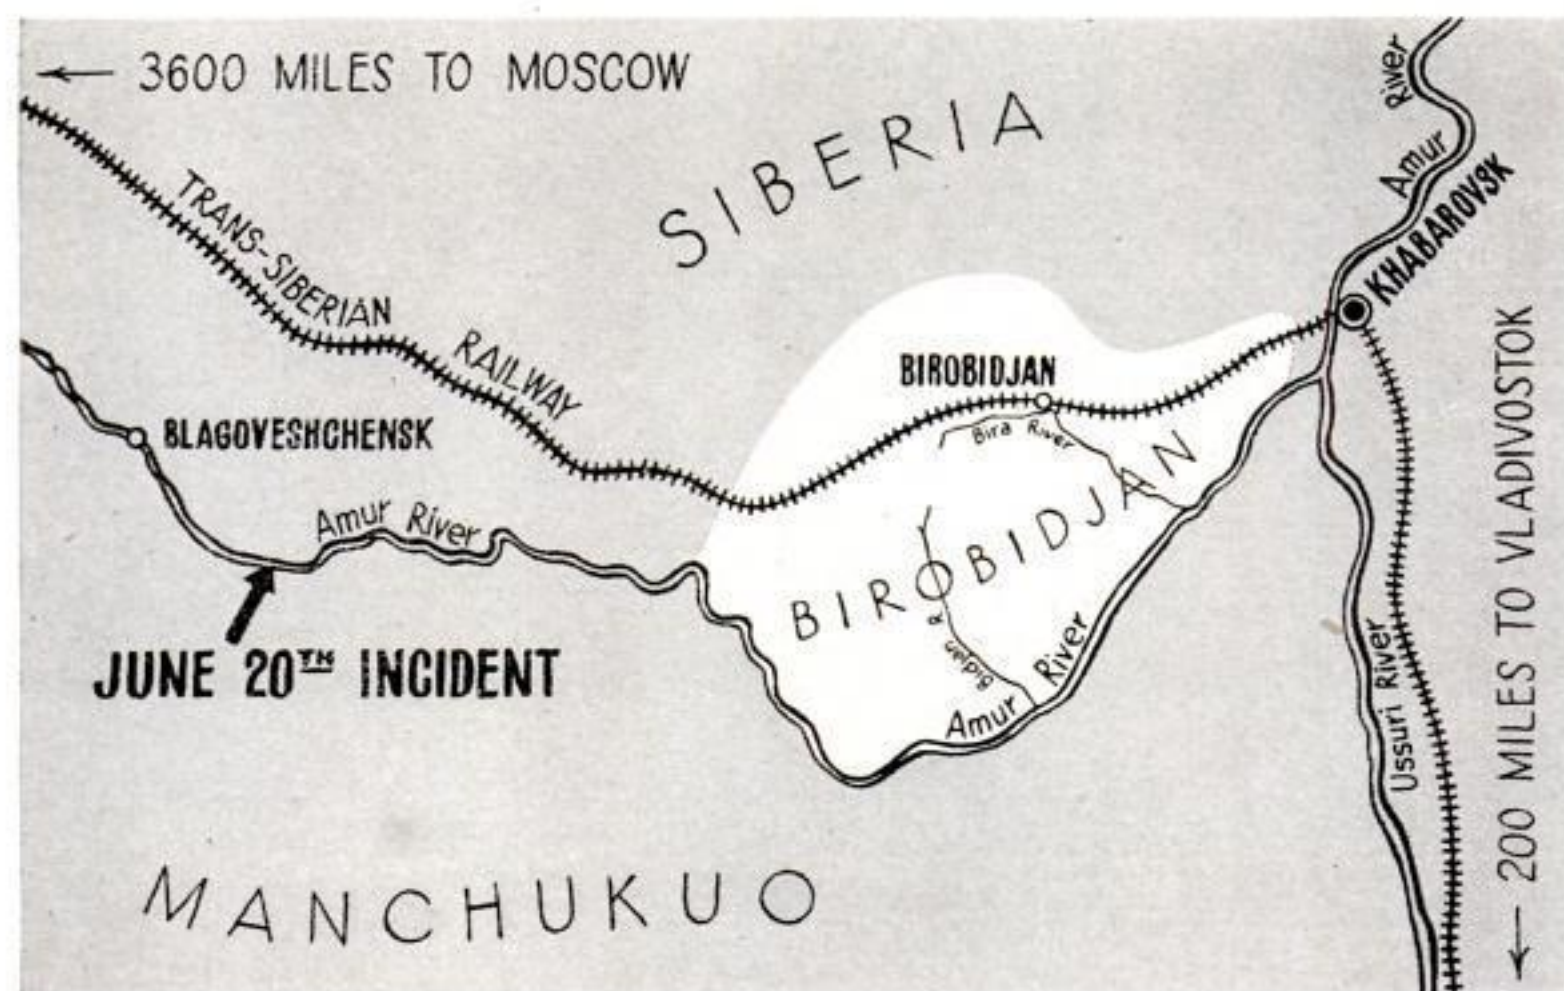 3600 MILES TO MOSCOW
SIBERIA
Amur River
KHABAROVSK
TRANS-SIBERIAN RAILWAY
BIROBIDJAN
Bira River
BLAGOVESHCHENSK
Amur River
BIROBIDJAN
Bidjan R
Amur River
JUNE 20TH INCIDENT
Ussuri River
200 MILES TO VLADIVOSTOK
MANCHUKUO